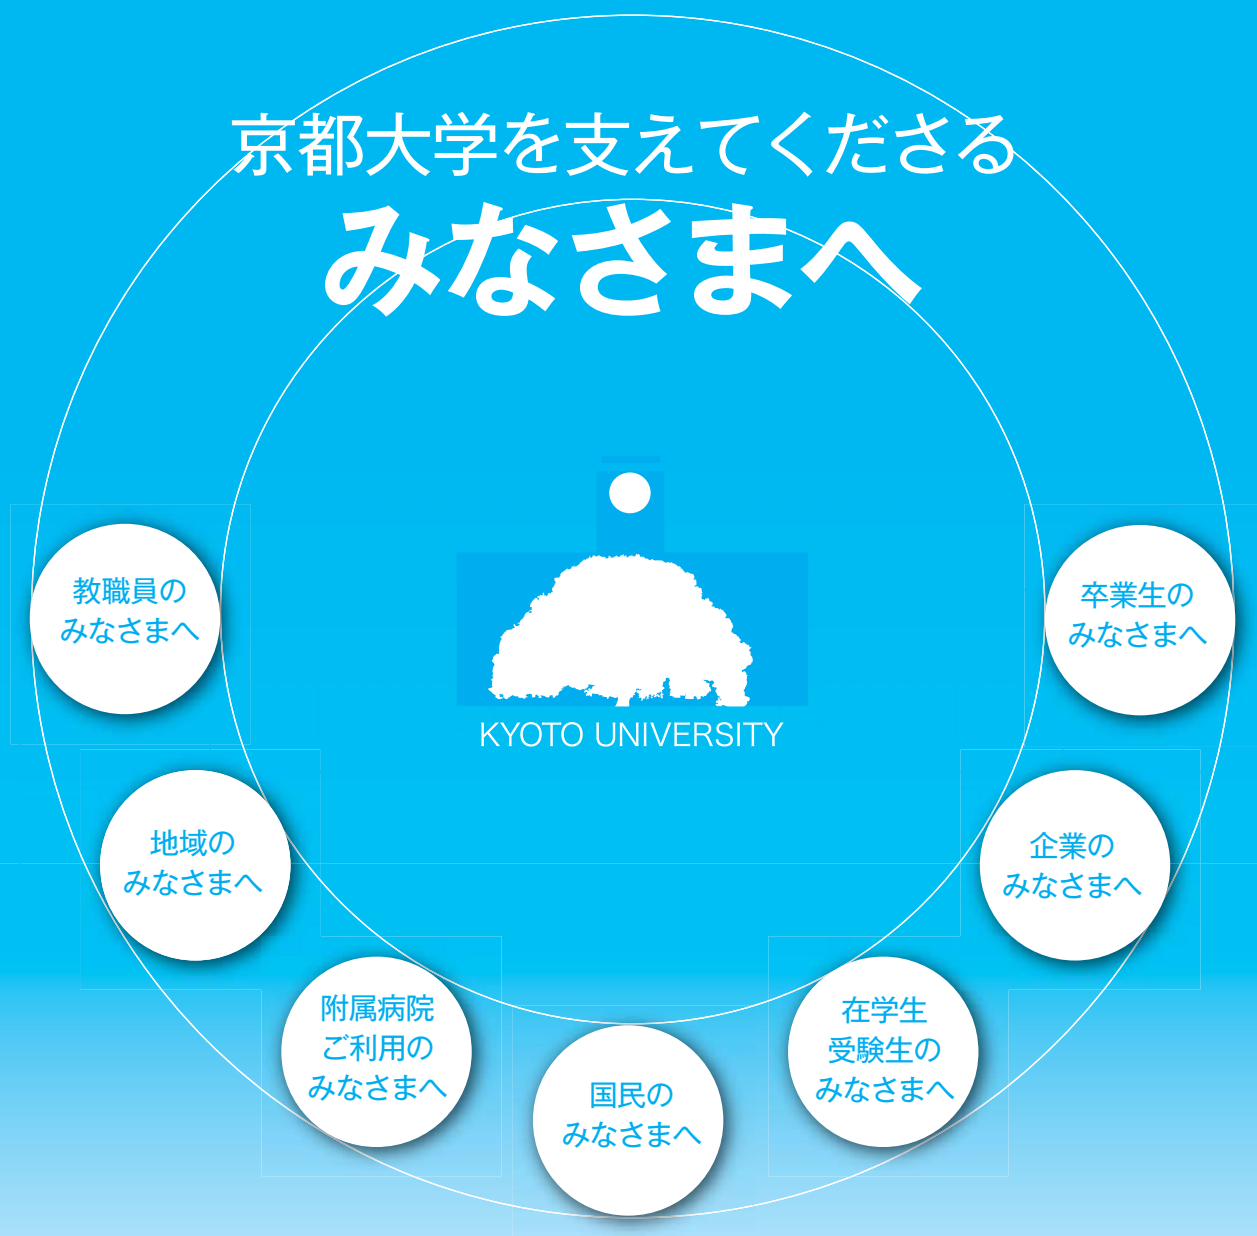 京都大学を支えてくださる
みなさまへ
KYOTO UNIVERSITY
教職員の
みなさまへ
地域の
みなさまへ
附属病院
ご利用の
みなさまへ
国民の
みなさまへ
在学生
受験生の
みなさまへ
企業の
みなさまへ
卒業生の
みなさまへ